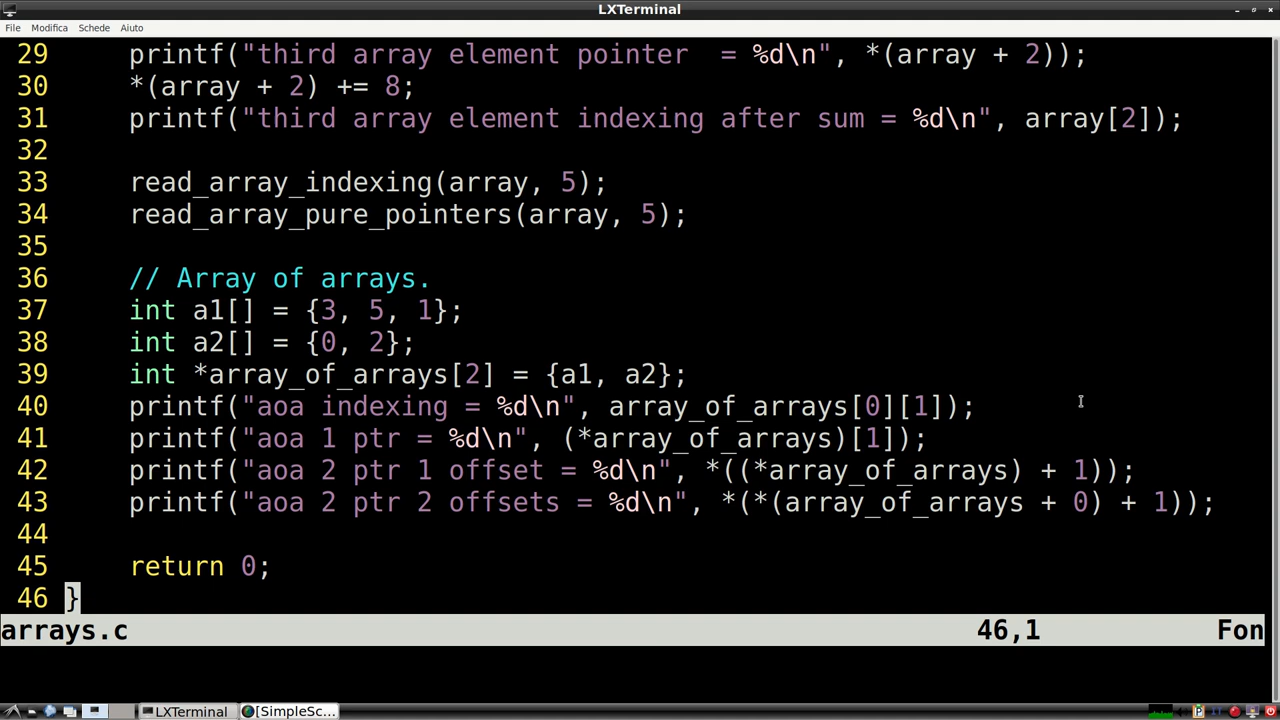 LXTerminal
File Modifica Schede Aiuto
29 printf("third array element pointer  = %d\n", *(array + 2));
30 *(array + 2) += 8;
31 printf("third array element indexing after sum = %d\n", array[2]);
32
33 read_array_indexing(array, 5);
34 read_array_pure_pointers(array, 5);
35
36 // Array of arrays.
37 int a1[] = {3, 5, 1};
38 int a2[] = {0, 2};
39 int *array_of_arrays[2] = {a1, a2};
40 printf("aoa indexing = %d\n", array_of_arrays[0][1]);
41 printf("aoa 1 ptr = %d\n", (*array_of_arrays)[1]);
42 printf("aoa 2 ptr 1 offset = %d\n", *((*array_of_arrays) + 1));
43 printf("aoa 2 ptr 2 offsets = %d\n", *(*(array_of_arrays + 0) + 1));
44
45 return 0;
46 }
arrays.c 46,1 Fon
LXTerminal [SimpleSc...